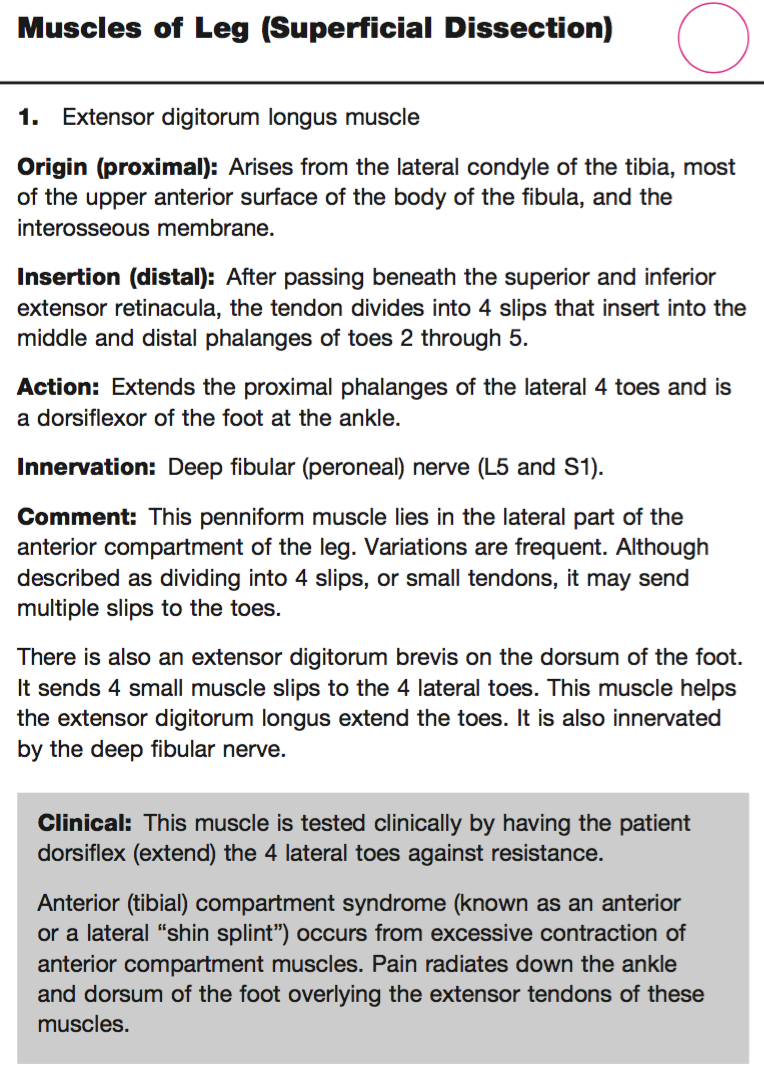 Muscles of Leg (Superficial Dissection)
1. Extensor digitorum longus muscle
Origin (proximal): Arises from the lateral condyle of the tibia, most
of the upper anterior surface of the body of the fibula, and the
interosseous membrane.
Insertion (distal): After passing beneath the superior and inferior
extensor retinacula, the tendon divides into 4 slips that insert into the
middle and distal phalanges of toes 2 through 5.
Action: Extends the proximal phalanges of the lateral 4 toes and is
a dorsiflexor of the foot at the ankle.
Innervation: Deep fibular (peroneal) nerve (L5 and S1).
Comment: This penniform muscle lies in the lateral part of the
anterior compartment of the leg. Variations are frequent. Although
described as dividing into 4 slips, or small tendons, it may send
multiple slips to the toes.
There is also an extensor digitorum brevis on the dorsum of the foot.
It sends 4 small muscle slips to the 4 lateral toes. This muscle helps
the extensor digitorum longus extend the toes. It is also innervated
by the deep fibular nerve.
Clinical: This muscle is tested clinically by having the patient
dorsiflex (extend) the 4 lateral toes against resistance.
Anterior (tibial) compartment syndrome (known as an anterior
or a lateral “shin splint”) occurs from excessive contraction of
anterior compartment muscles. Pain radiates down the ankle
and dorsum of the foot overlying the extensor tendons of these
muscles.